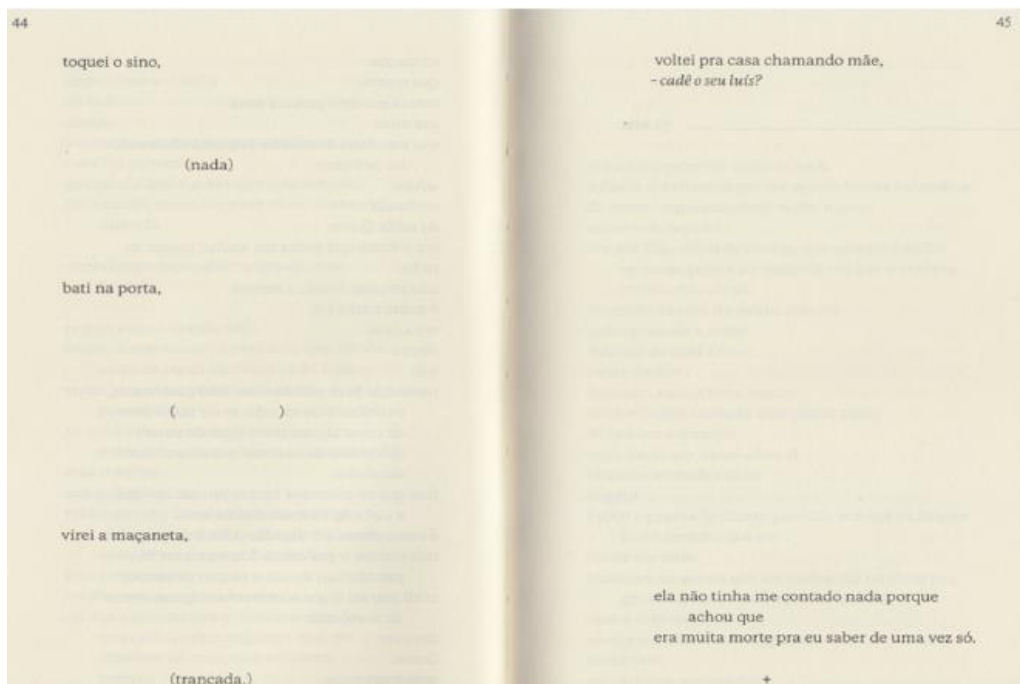 44
toquei o sino,
(nada)
bati na porta,
( )
virei a maçaneta,
(trancada.)
45
voltei pra casa chamando mãe,
- cadê o seu luís?
ela não tinha me contado nada porque
achou que
era muita morte pra eu saber de uma vez só.
+